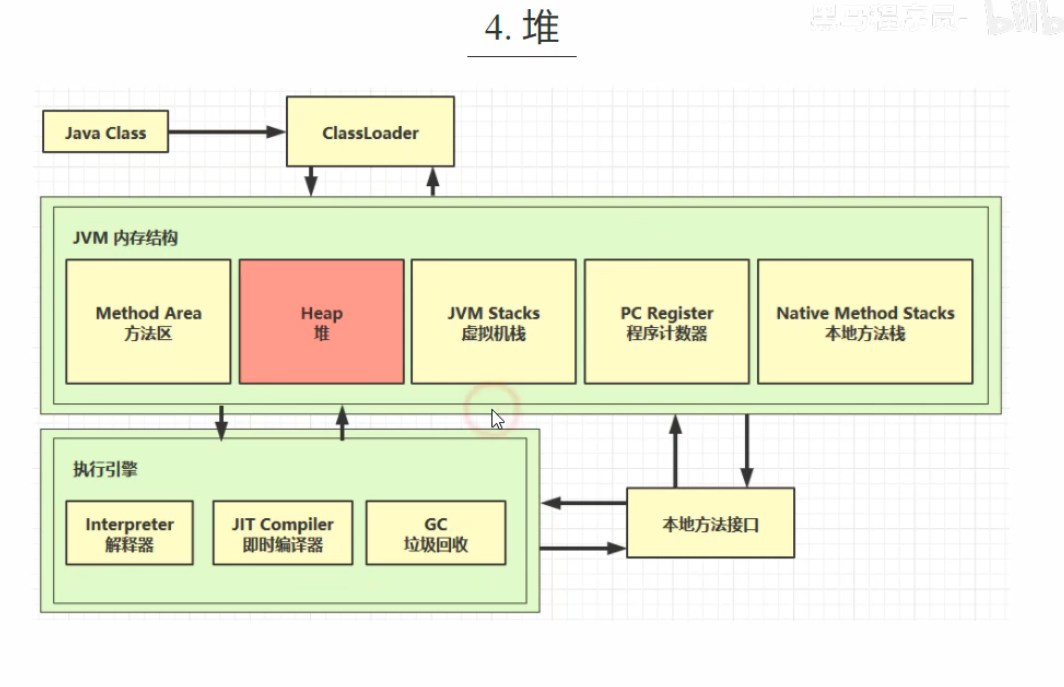 黑马程序员-
4. 堆
Java Class
ClassLoader
JVM 内存结构
Method Area
方法区
Heap
堆
JVM Stacks
虚拟机栈
PC Register
程序计数器
Native Method Stacks
本地方法栈
执行引擎
Interpreter
解释器
JIT Compiler
即时编译器
GC
垃圾回收
本地方法接口